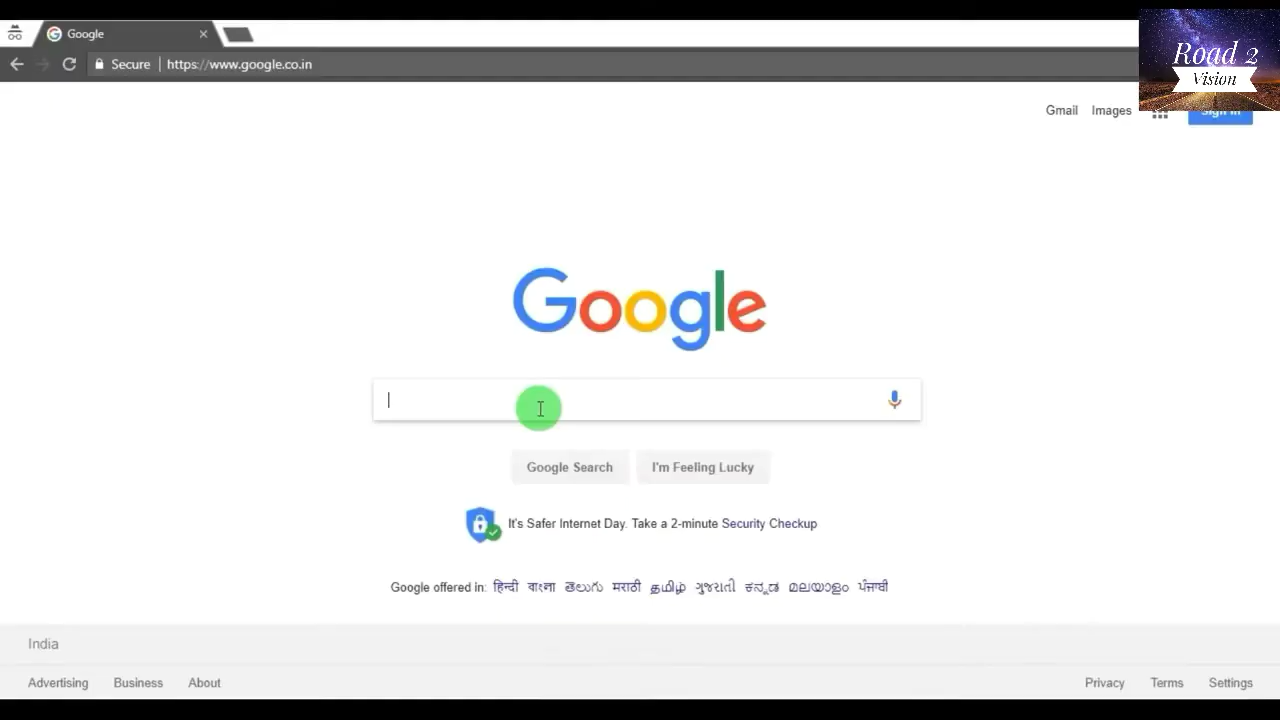 Google
Secure https://www.google.co.in
Road 2
Vision
Gmail Images
Sign in
Google
Google Search I'm Feeling Lucky
It's Safer Internet Day. Take a 2-minute Security Checkup
Google offered in: हिन्दी বাংলা తెలుగు मराठी தமிழ் ગુજરાતી ಕನ್ನಡ മലയാളം ਪੰਜਾਬੀ
India
Advertising Business About Privacy Terms Settings